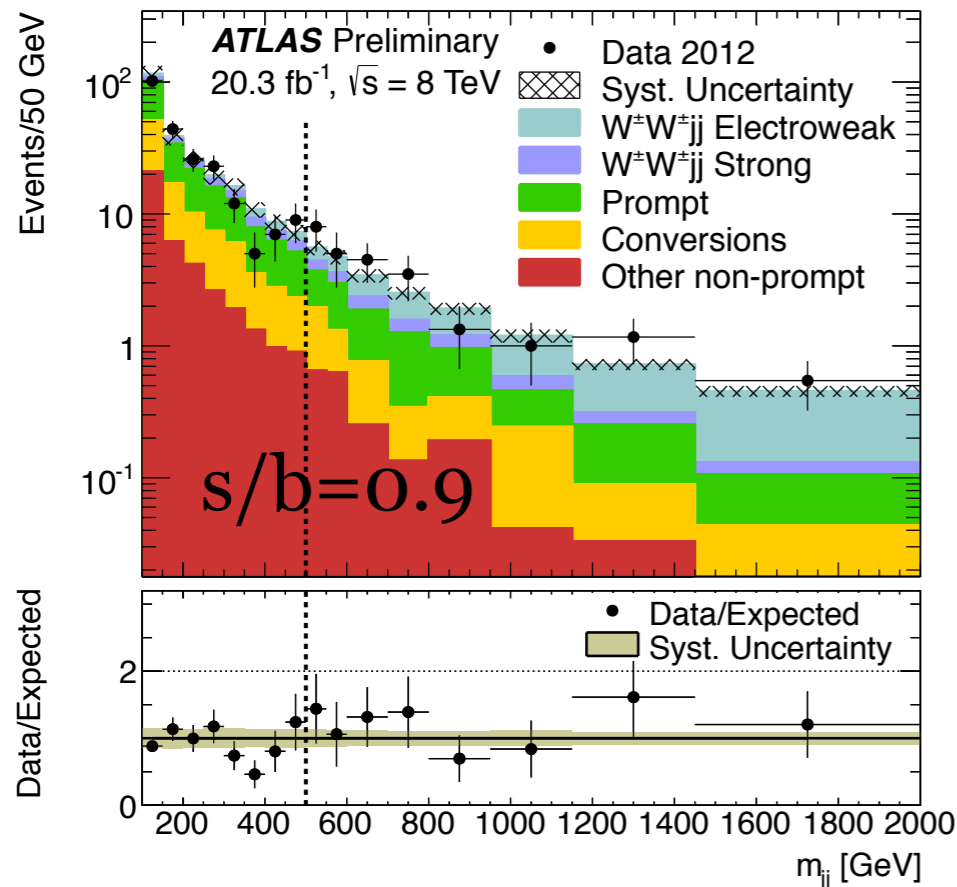 ATLAS Preliminary
20.3 fb⁻¹, √s = 8 TeV
Data 2012
Syst. Uncertainty
W±W±jj Electroweak
W±W±jj Strong
Prompt
Conversions
Other non-prompt
Events/50 GeV
10²
10
1
10⁻¹
s/b=0.9
Data/Expected
Syst. Uncertainty
Data/Expected
2
0
200 400 600 800 1000 1200 1400 1600 1800 2000
m_jj [GeV]